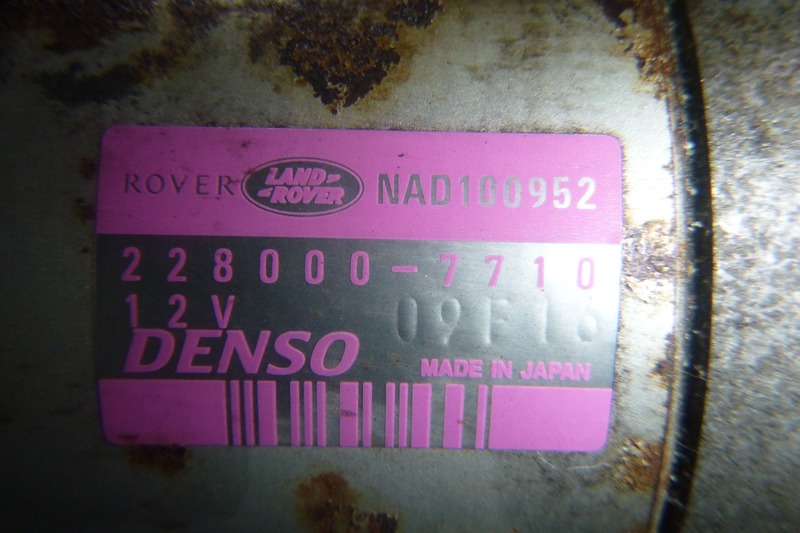 ROVER LAND ROVER NAD100952
228000-7710
12V 09F16
DENSO MADE IN JAPAN